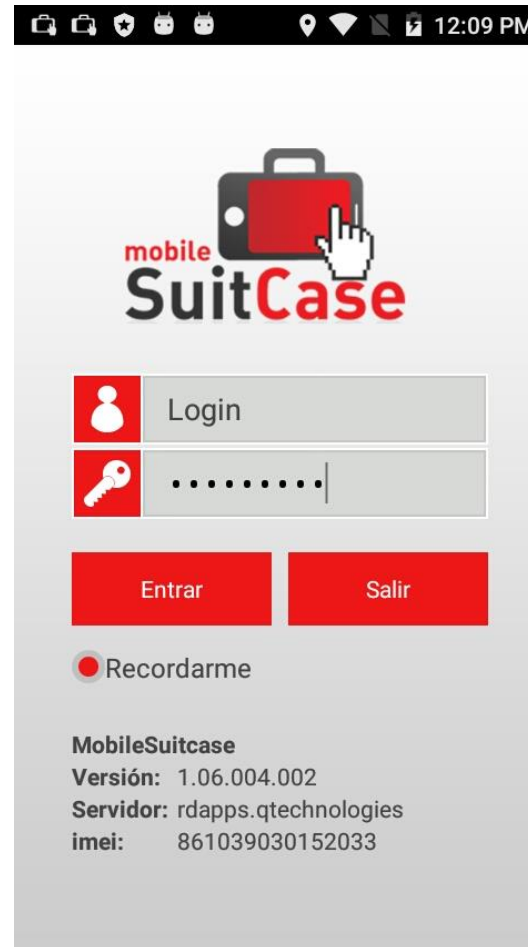 12:09 PM
mobile
SuitCase
Login
Entrar Salir
Recordarme
MobileSuitcase
Versión: 1.06.004.002
Servidor: rdapps.qtechnologies
imei: 861039030152033